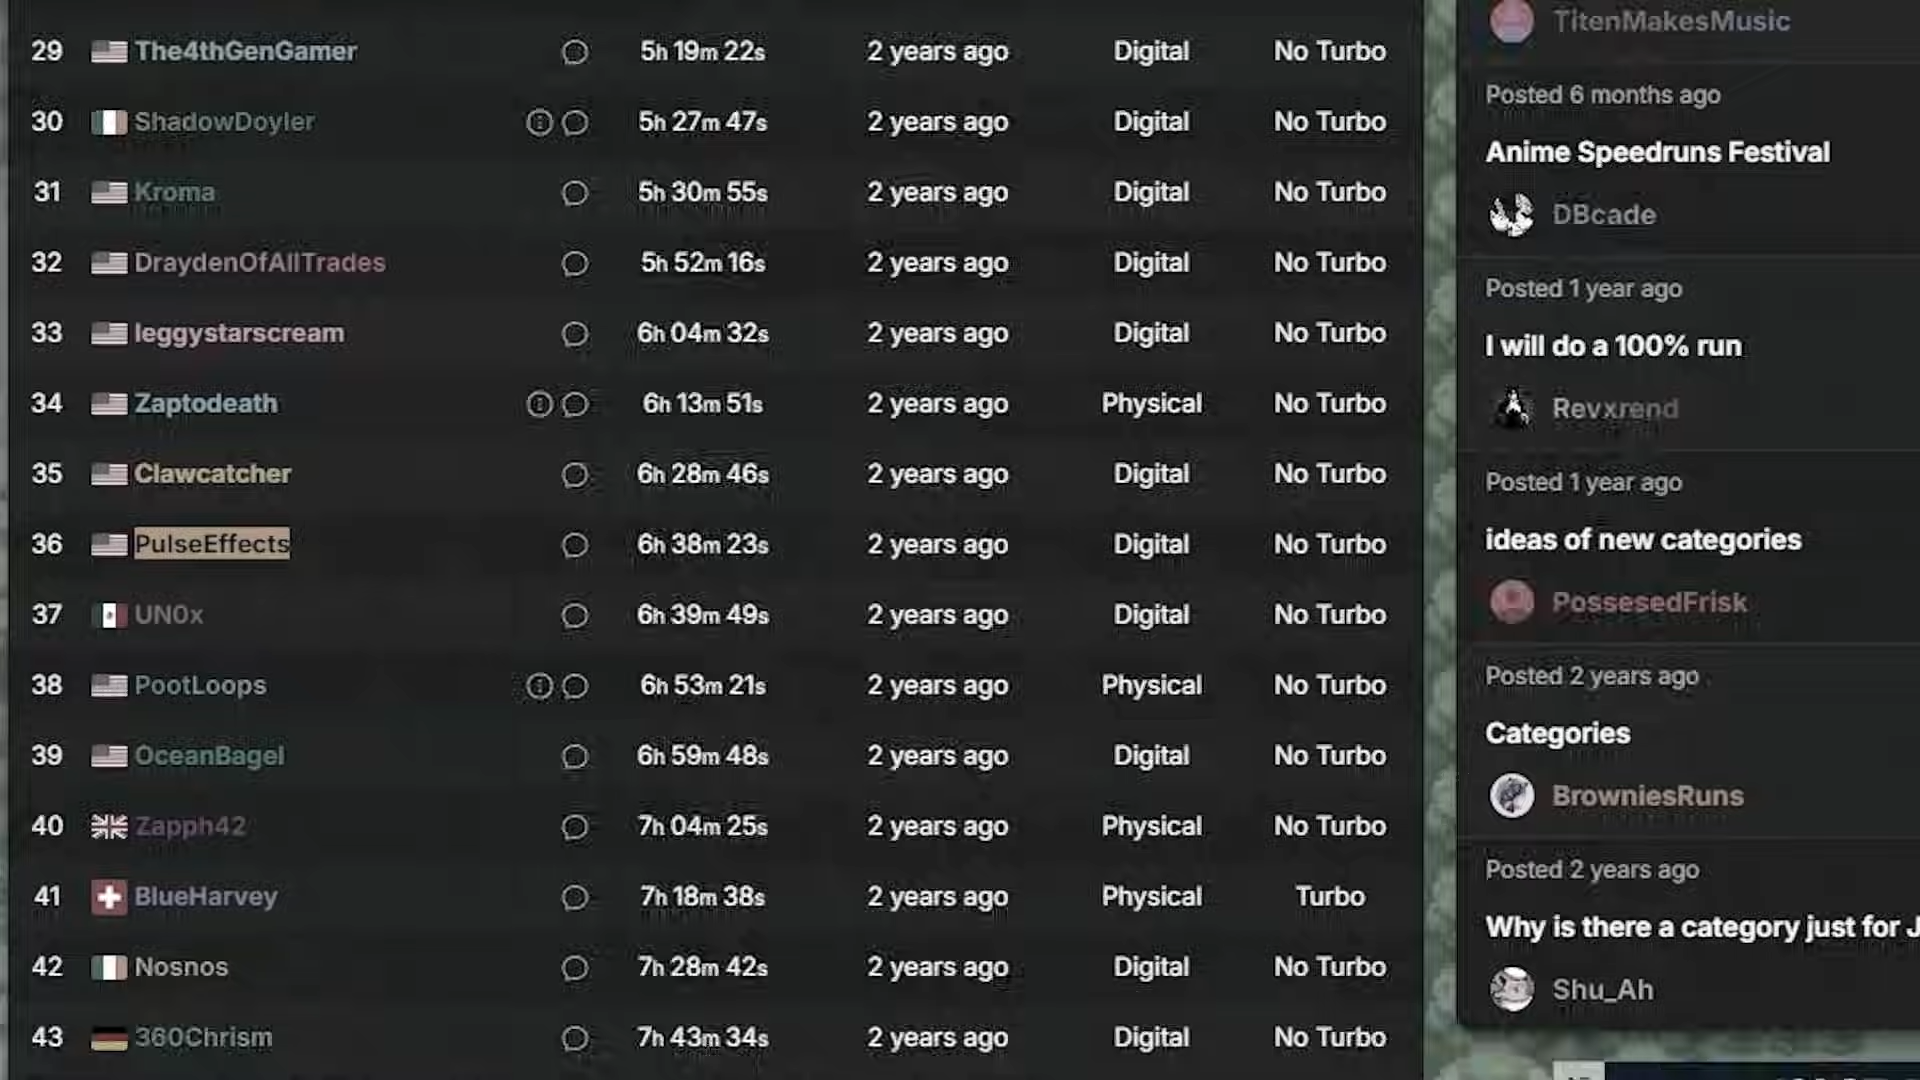 29 The4thGenGamer 5h 19m 22s 2 years ago Digital No Turbo
30 ShadowDoyler 5h 27m 47s 2 years ago Digital No Turbo
31 Kroma 5h 30m 55s 2 years ago Digital No Turbo
32 DraydenOfAllTrades 5h 52m 16s 2 years ago Digital No Turbo
33 leggystarscream 6h 04m 32s 2 years ago Digital No Turbo
34 Zaptodeath 6h 13m 51s 2 years ago Physical No Turbo
35 Clawcatcher 6h 28m 46s 2 years ago Digital No Turbo
36 PulseEffects 6h 38m 23s 2 years ago Digital No Turbo
37 UN0x 6h 39m 49s 2 years ago Digital No Turbo
38 PootLoops 6h 53m 21s 2 years ago Physical No Turbo
39 OceanBagel 6h 59m 48s 2 years ago Digital No Turbo
40 Zapph42 7h 04m 25s 2 years ago Physical No Turbo
41 BlueHarvey 7h 18m 38s 2 years ago Physical Turbo
42 Nosnos 7h 28m 42s 2 years ago Digital No Turbo
43 360Chrism 7h 43m 34s 2 years ago Digital No Turbo
TitenMakesMusic
Posted 6 months ago
Anime Speedruns Festival
DBcade
Posted 1 year ago
I will do a 100% run
Revxrend
Posted 1 year ago
ideas of new categories
PossesedFrisk
Posted 2 years ago
Categories
BrowniesRuns
Posted 2 years ago
Why is there a category just for J
Shu_Ah